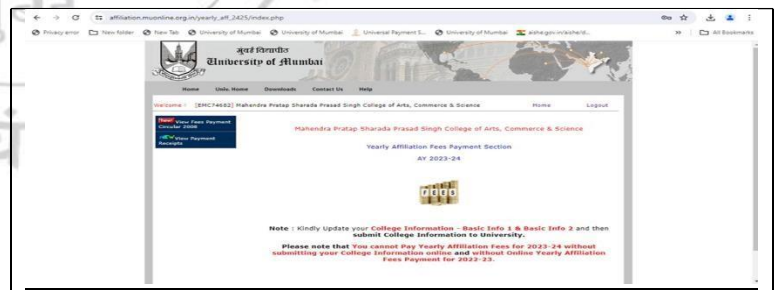 affiliation.muonline.org.in/yearly_aff_2425/index.php
Privacy error New folder New Tab University of Mumbai University of Mumbai Universal Payment S... University of Mumbai aishe.gov.in/aishe/d... » All Bookmarks
मुंबई विद्यापीठ
University of Mumbai
Home Univ. Home Downloads Contact Us Help
Welcome ! [EMC74682] Mahendra Pratap Sharada Prasad Singh College of Arts, Commerce & Science Home Logout
New View Fees Payment
Circular 2008
View Payment
Receipts
Mahendra Pratap Sharada Prasad Singh College of Arts, Commerce & Science
Yearly Affiliation Fees Payment Section
AY 2023-24
FEES
Note : Kindly Update your College Information - Basic Info 1 & Basic Info 2 and then
submit College Information to University.
Please note that You cannot Pay Yearly Affiliation Fees for 2023-24 without
submitting your College Information online and without Online Yearly Affiliation
Fees Payment for 2022-23.